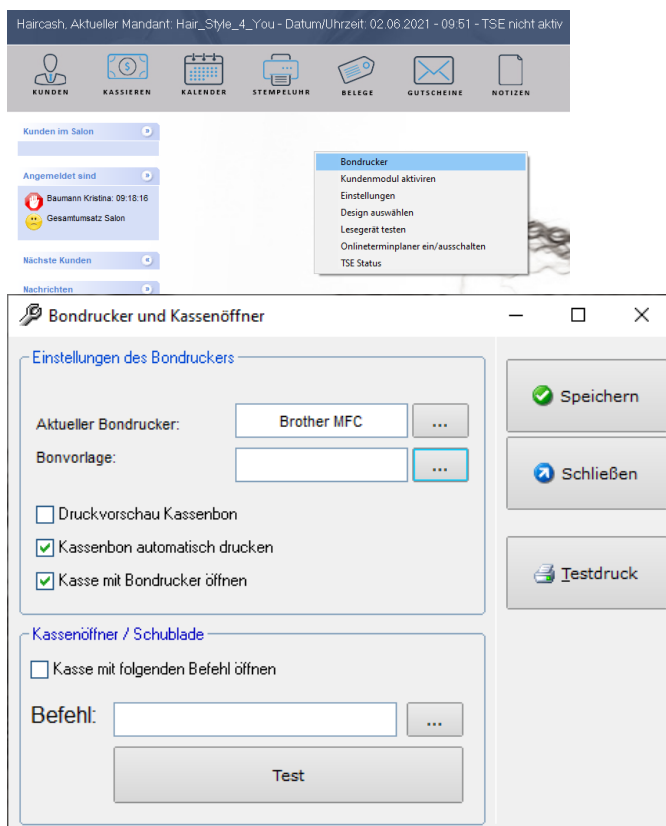 Haircash, Aktueller Mandant: Hair_Style_4_You - Datum/Uhrzeit: 02.06.2021 - 09:51 - TSE nicht aktiv
KUNDEN KASSIEREN KALENDER STEMPELUHR BELEGE GUTSCHEINE NOTIZEN
Kunden im Salon
Angemeldet sind
Baumann Kristina: 09:18:16
Gesamtumsatz Salon
Nächste Kunden
Nachrichten
Bondrucker
Kundenmodul aktiviren
Einstellungen
Design auswählen
Lesegerät testen
Onlineterminplaner ein/ausschalten
TSE Status
Bondrucker und Kassenöffner
Einstellungen des Bondruckers
Aktueller Bondrucker: Brother MFC ...
Bonvorlage: ...
Druckvorschau Kassenbon
Kassenbon automatisch drucken
Kasse mit Bondrucker öffnen
Speichern
Schließen
Testdruck
Kassenöffner / Schublade
Kasse mit folgenden Befehl öffnen
Befehl: ...
Test